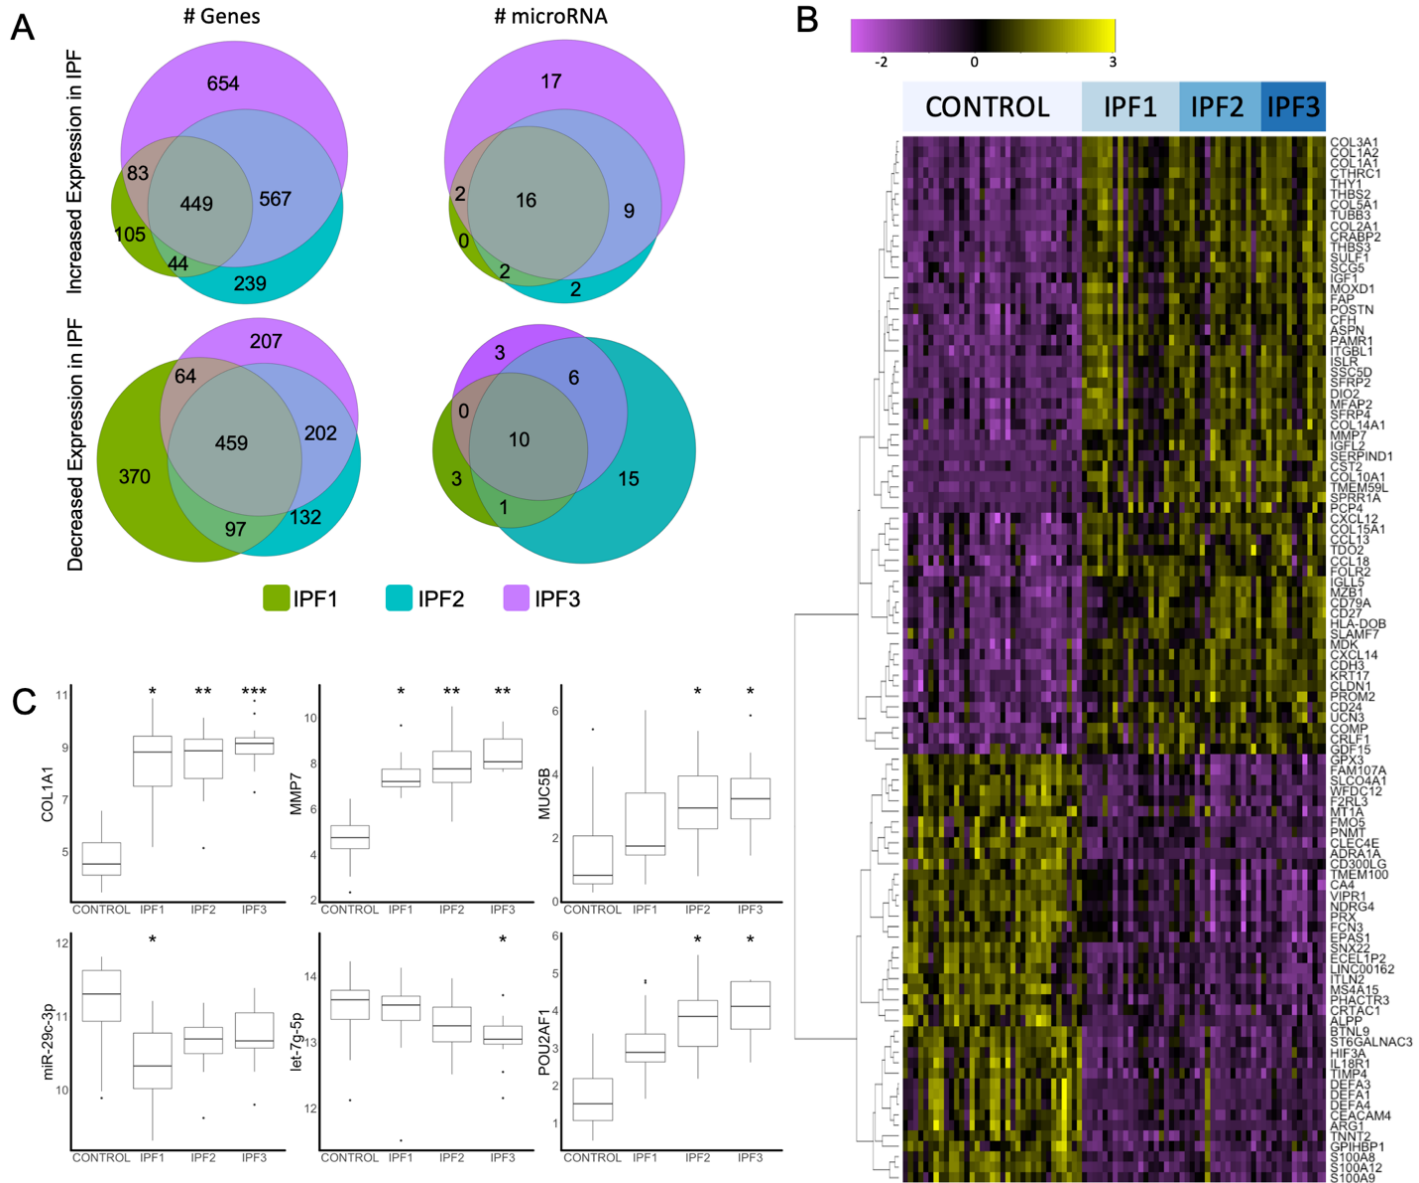 A
# Genes
# microRNA
Increased Expression in IPF
654
83
449
567
105
44
239
17
2
16
9
0
2
2
Decreased Expression in IPF
207
64
459
202
370
97
132
3
0
6
10
3
1
15
IPF1
IPF2
IPF3
B
-2
0
3
CONTROL
IPF1
IPF2
IPF3
COL3A1
COL1A2
COL1A1
CTHRC1
THY1
THBS2
COL5A1
TUBB3
COL2A1
CRABP2
THBS3
SULF1
SCG5
IGF1
MOXD1
FAP
POSTN
CFH
ASPN
PAMR1
ITGBL1
ISLR
SSC5D
SFRP2
DIO2
MFAP2
SFRP4
COL14A1
MMP7
IGFL2
SERPIND1
CST2
COL10A1
TMEM59L
SPRR1A
PCP4
CXCL12
COL15A1
CCL13
TDO2
CCL18
FOLR2
IGLL5
MZB1
CD79A
CD27
HLA-DOB
SLAMF7
MDK
CXCL14
CDH3
KRT17
CLDN1
PROM2
CD24
UCN3
COMP
CRLF1
GDF15
GPX3
FAM107A
SLCO4A1
WFDC12
F2RL3
MT1A
FMO5
PNMT
CLEC4E
ADRA1A
CD300LG
TMEM100
CA4
VIPR1
NDRG4
PRX
FCN3
EPAS1
SNX22
ECEL1P2
LINC00162
ITLN2
MS4A15
PHACTR3
CRTAC1
ALPP
BTNL9
ST6GALNAC3
HIF3A
IL18R1
TIMP4
DEFA3
DEFA1
DEFA4
CEACAM4
ARG1
TNNT2
GPIHBP1
S100A8
S100A12
S100A9
C
COL1A1
11
9
7
5
* ** ***
CONTROL IPF1 IPF2 IPF3
MMP7
10
8
6
4
2
* ** **
CONTROL IPF1 IPF2 IPF3
MUC5B
6
4
2
0
* *
CONTROL IPF1 IPF2 IPF3
miR-29c-3p
12
11
10
*
CONTROL IPF1 IPF2 IPF3
let-7g-5p
14
13
12
*
CONTROL IPF1 IPF2 IPF3
POU2AF1
6
5
4
3
2
1
* *
CONTROL IPF1 IPF2 IPF3